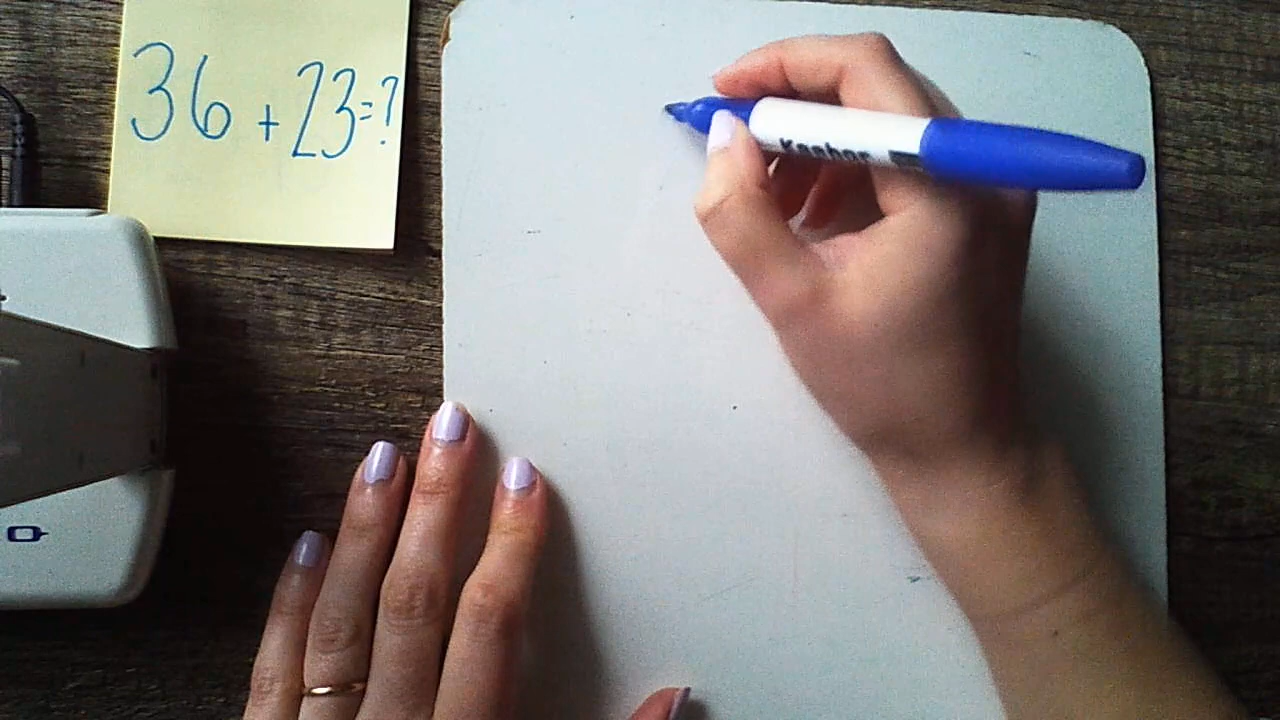 36 + 23 = ?